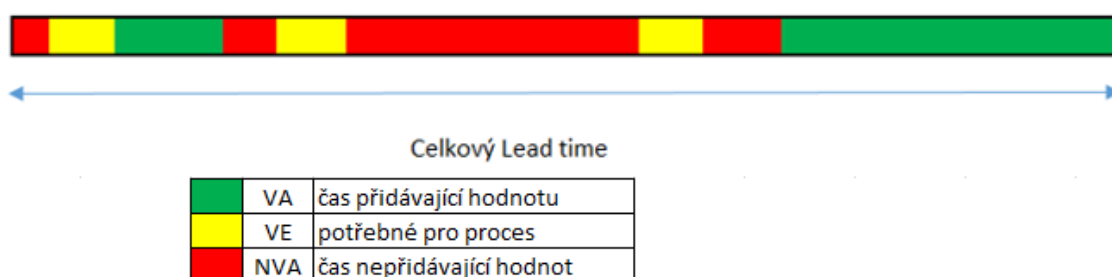 Celkový Lead time
VA čas přidávající hodnotu
VE potřebné pro proces
NVA čas nepřidávající hodnot